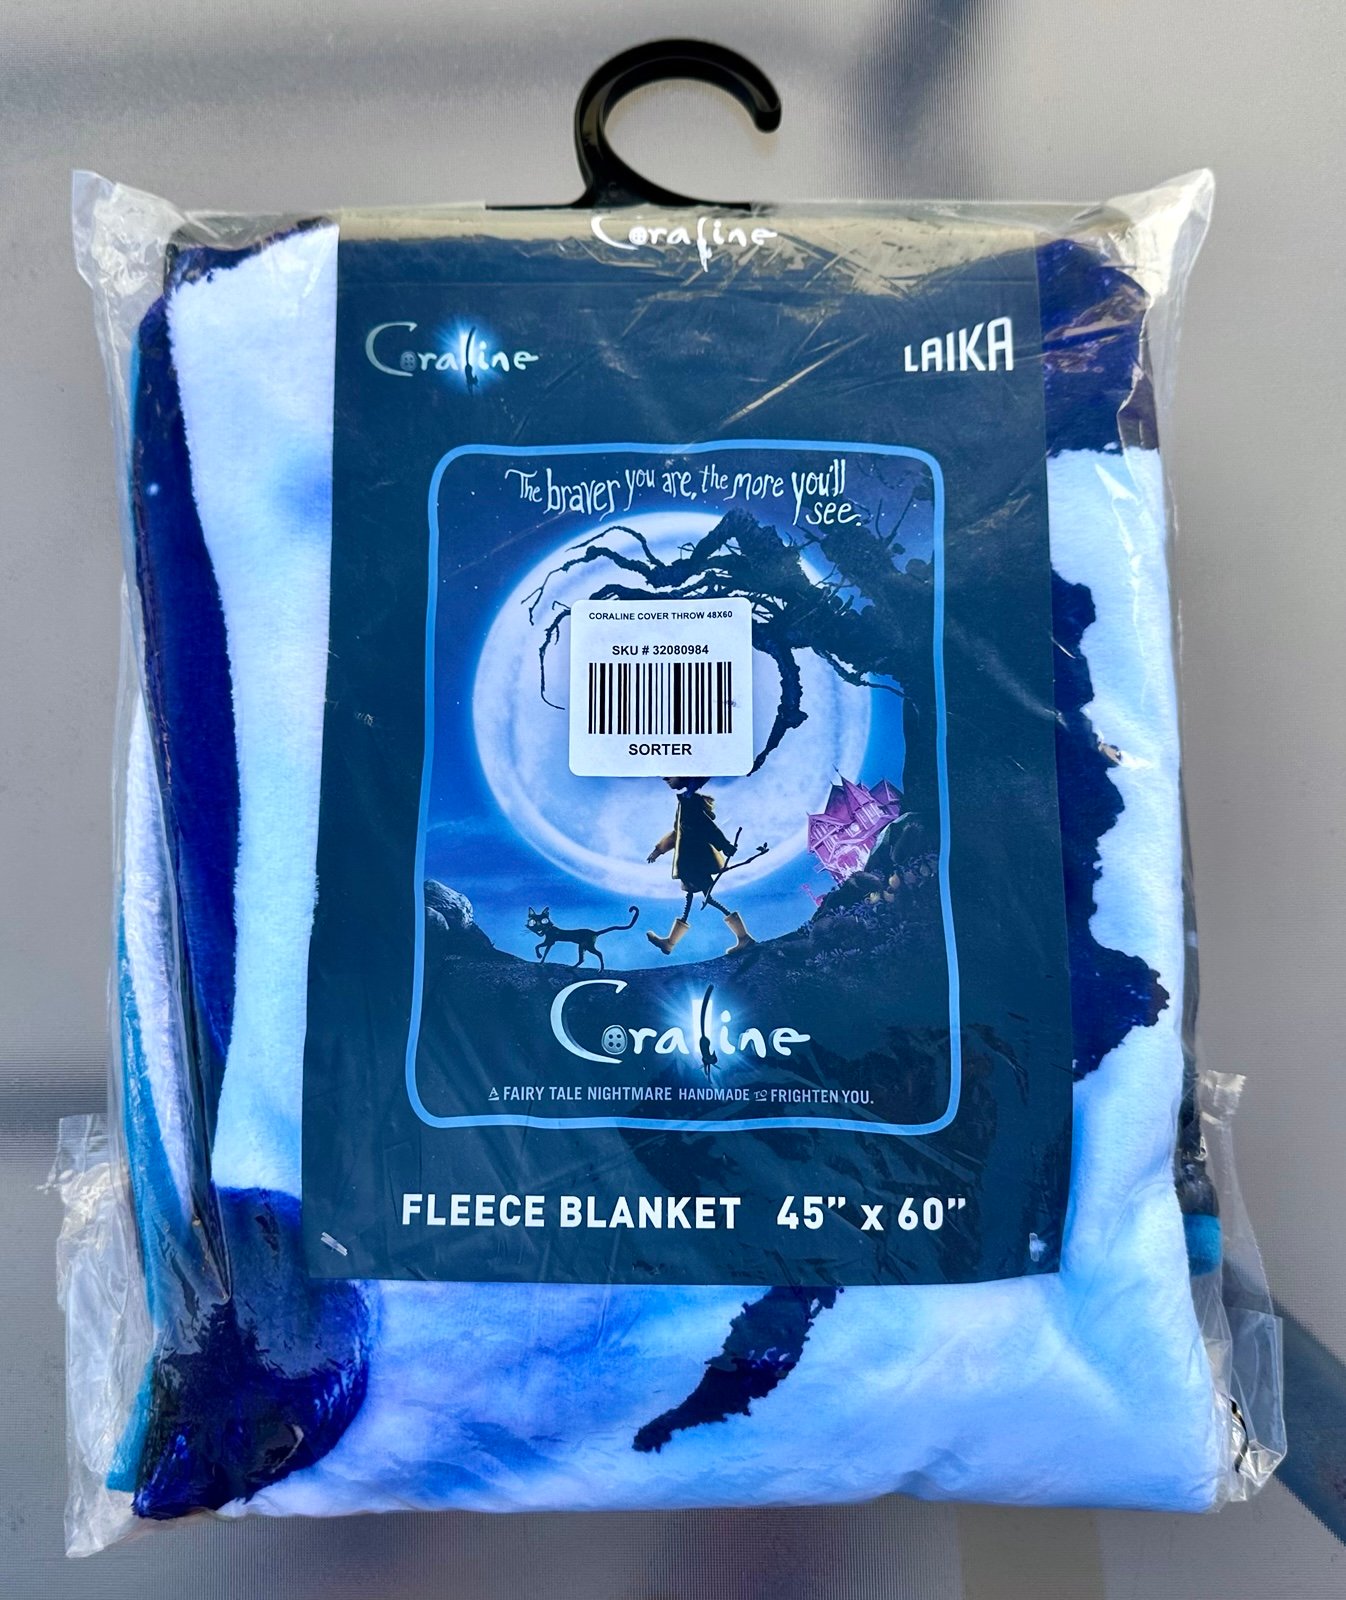 Coraline
Coraline
LAIKA
The braver you are, the more you'll
see.
CORALINE COVER THROW 48X60
SKU # 32080984
SORTER
Coraline
A FAIRY TALE NIGHTMARE HANDMADE TO FRIGHTEN YOU.
FLEECE BLANKET 45” x 60”